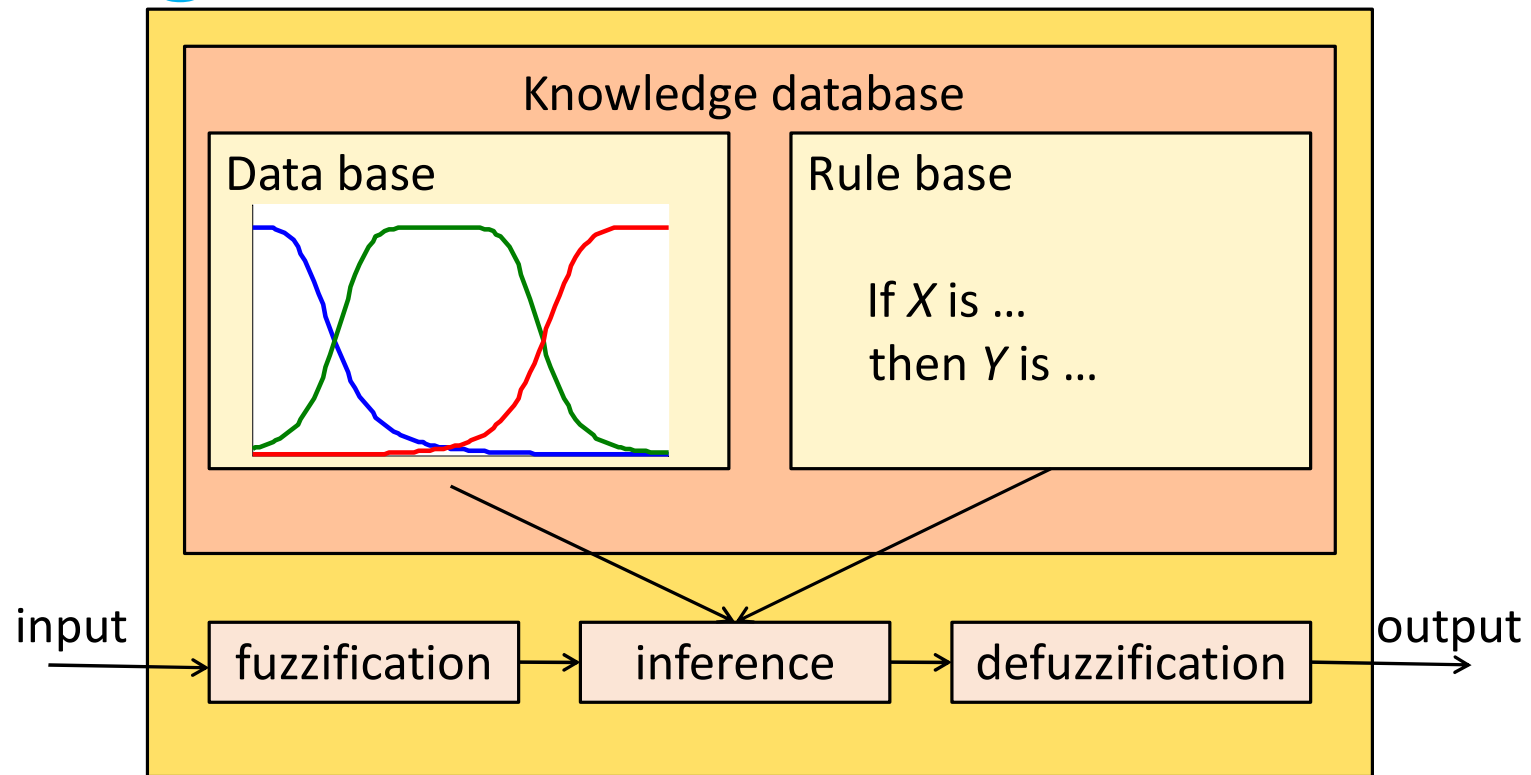 Knowledge database
Data base
Rule base
If X is ...
then Y is ...
input
fuzzification
inference
defuzzification
output